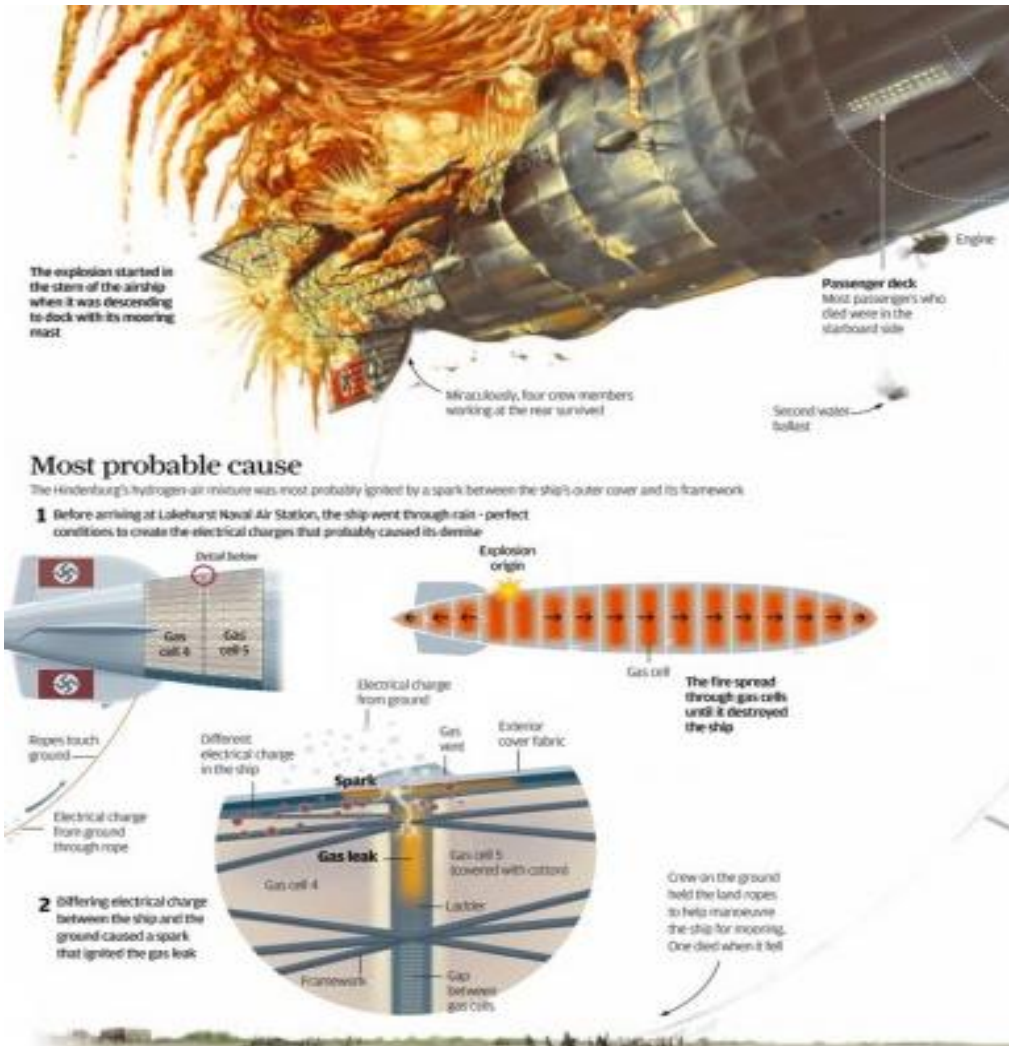 The explosion started in
the stern of the airship
when it was descending
to dock with its mooring
mast
Engine
Passenger deck
Most passengers who
died were in the
starboard side
Miraculously, four crew members
working at the rear survived
Second water
ballast
Most probable cause
The Hindenburg's hydrogen-air mixture was most probably ignited by a spark between the ship's outer cover and its framework
1 Before arriving at Lakehurst Naval Air Station, the ship went through rain - perfect
conditions to create the electrical charges that probably caused its demise
Detail below
Gas
cell 4
Gas
cell 5
Explosion
origin
Gas cell
The fire spread
through gas cells
until it destroyed
the ship
Ropes touch
ground
Electrical charge
from ground
through rope
Electrical charge
from ground
Different
electrical charge
in the ship
Gas
vent
Exterior
cover fabric
Spark
Gas leak
Gas cell 4
Gas cell 5
(covered with cotton)
Ladder
Framework
Gap
between
gas cells
2 Differing electrical charge
between the ship and the
ground caused a spark
that ignited the gas leak
Crew on the ground
held the land ropes
to help manoeuvre
the ship for mooring.
One died when it fell